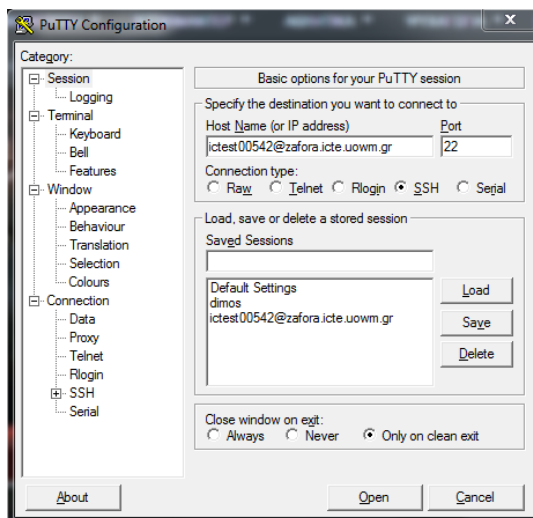 PuTTY Configuration
Category:
Session
Logging
Terminal
Keyboard
Bell
Features
Window
Appearance
Behaviour
Translation
Selection
Colours
Connection
Data
Proxy
Telnet
Rlogin
SSH
Serial
Basic options for your PuTTY session
Specify the destination you want to connect to
Host Name (or IP address) Port
ictest00542@zafora.icte.uowm.gr 22
Connection type:
Raw Telnet Rlogin SSH Serial
Load, save or delete a stored session
Saved Sessions
Default Settings
dimos
ictest00542@zafora.icte.uowm.gr
Load
Save
Delete
Close window on exit:
Always Never Only on clean exit
About Open Cancel